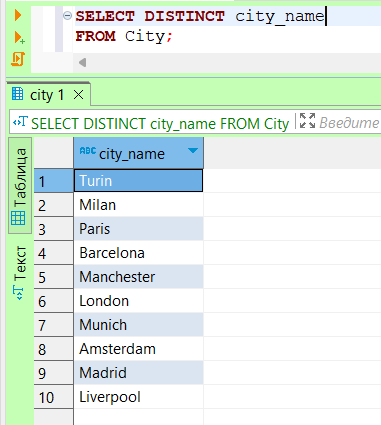 SELECT DISTINCT city_name
FROM City;
city 1
SELECT DISTINCT city_name FROM City Введите
Таблица
Текст
ABC city_name
1 Turin
2 Milan
3 Paris
4 Barcelona
5 Manchester
6 London
7 Munich
8 Amsterdam
9 Madrid
10 Liverpool